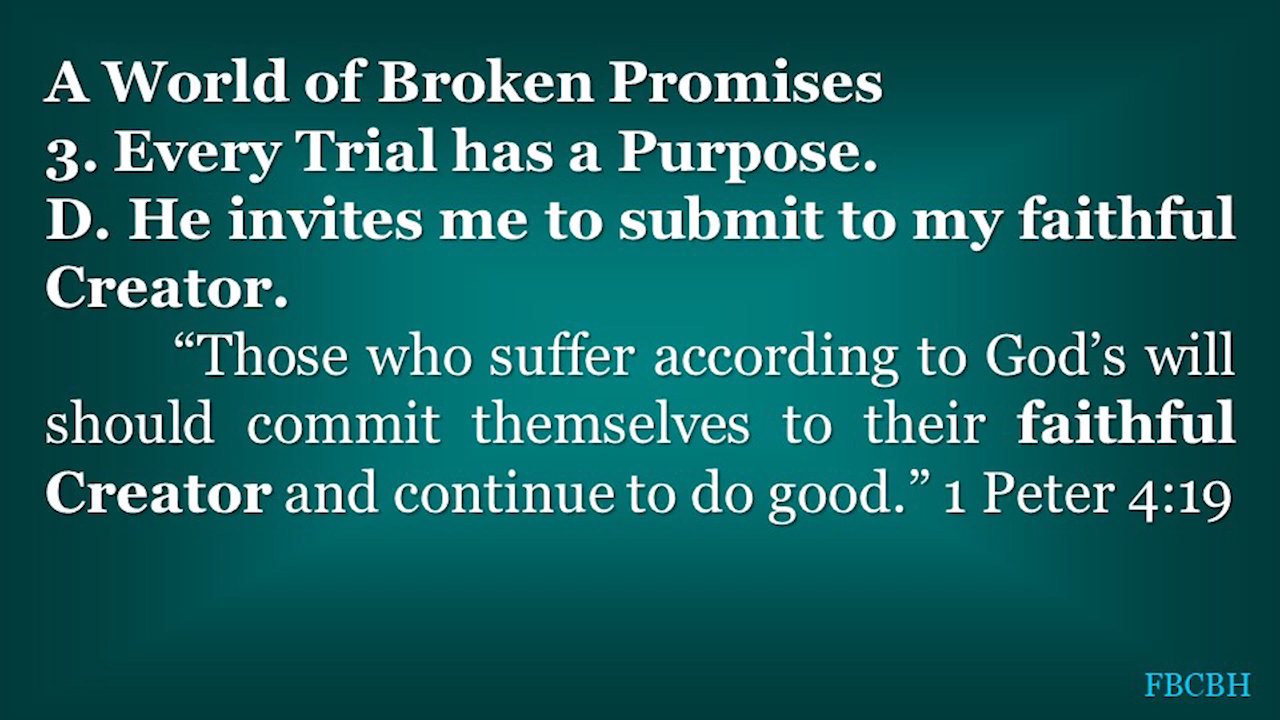 A World of Broken Promises
3. Every Trial has a Purpose.
D. He invites me to submit to my faithful
Creator.
“Those who suffer according to God’s will
should commit themselves to their faithful
Creator and continue to do good.” 1 Peter 4:19
FBCBH